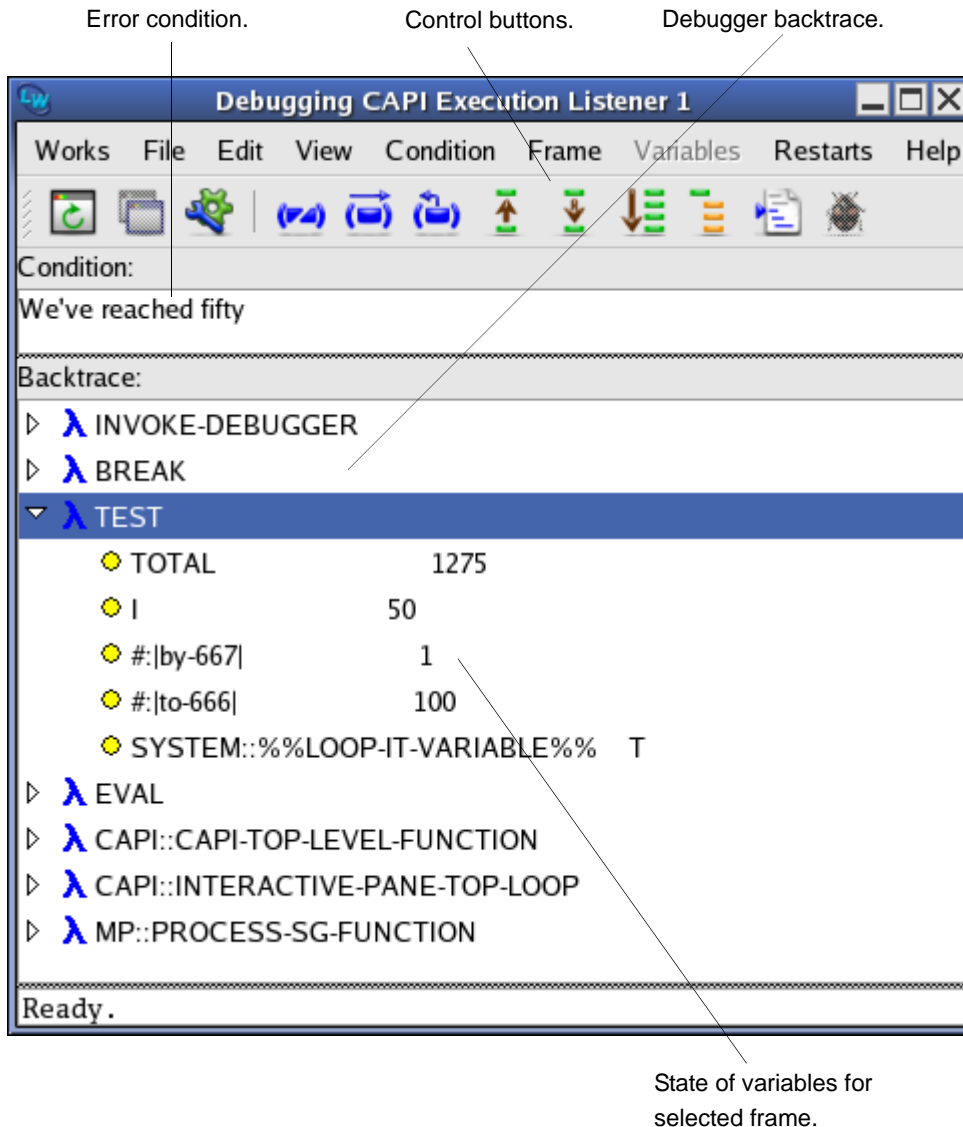 Error condition. Control buttons. Debugger backtrace.
LW Debugging CAPI Execution Listener 1
Works File Edit View Condition Frame Variables Restarts Help
Condition:
We've reached fifty
Backtrace:
λ INVOKE-DEBUGGER
λ BREAK
λ TEST
TOTAL 1275
I 50
#:|by-667| 1
#:|to-666| 100
SYSTEM::%%LOOP-IT-VARIABLE%% T
λ EVAL
λ CAPI::CAPI-TOP-LEVEL-FUNCTION
λ CAPI::INTERACTIVE-PANE-TOP-LOOP
λ MP::PROCESS-SG-FUNCTION
Ready.
State of variables for
selected frame.